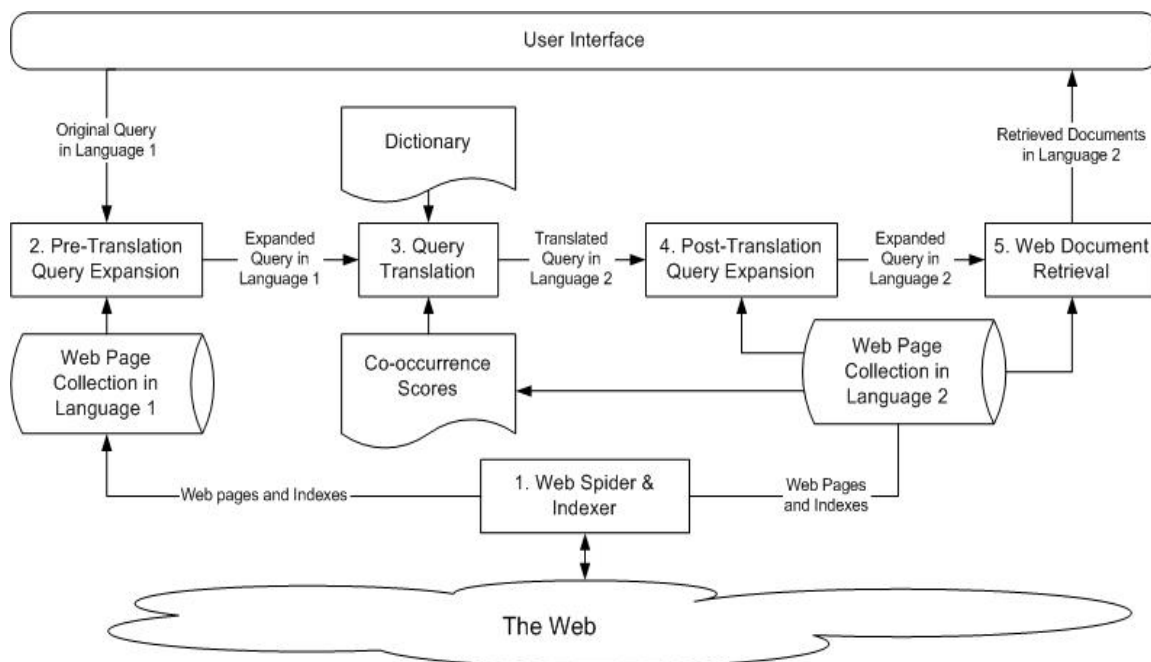 User Interface
Original Query
in Language 1
Dictionary
Retrieved Documents
in Language 2
2. Pre-Translation
Query Expansion
Expanded
Query in
Language 1
3. Query
Translation
Translated
Query in
Language 2
4. Post-Translation
Query Expansion
Expanded
Query in
Language 2
5. Web Document
Retrieval
Web Page
Collection in
Language 1
Co-occurrence
Scores
Web Page
Collection in
Language 2
Web pages and Indexes
1. Web Spider &
Indexer
Web Pages
and Indexes
The Web